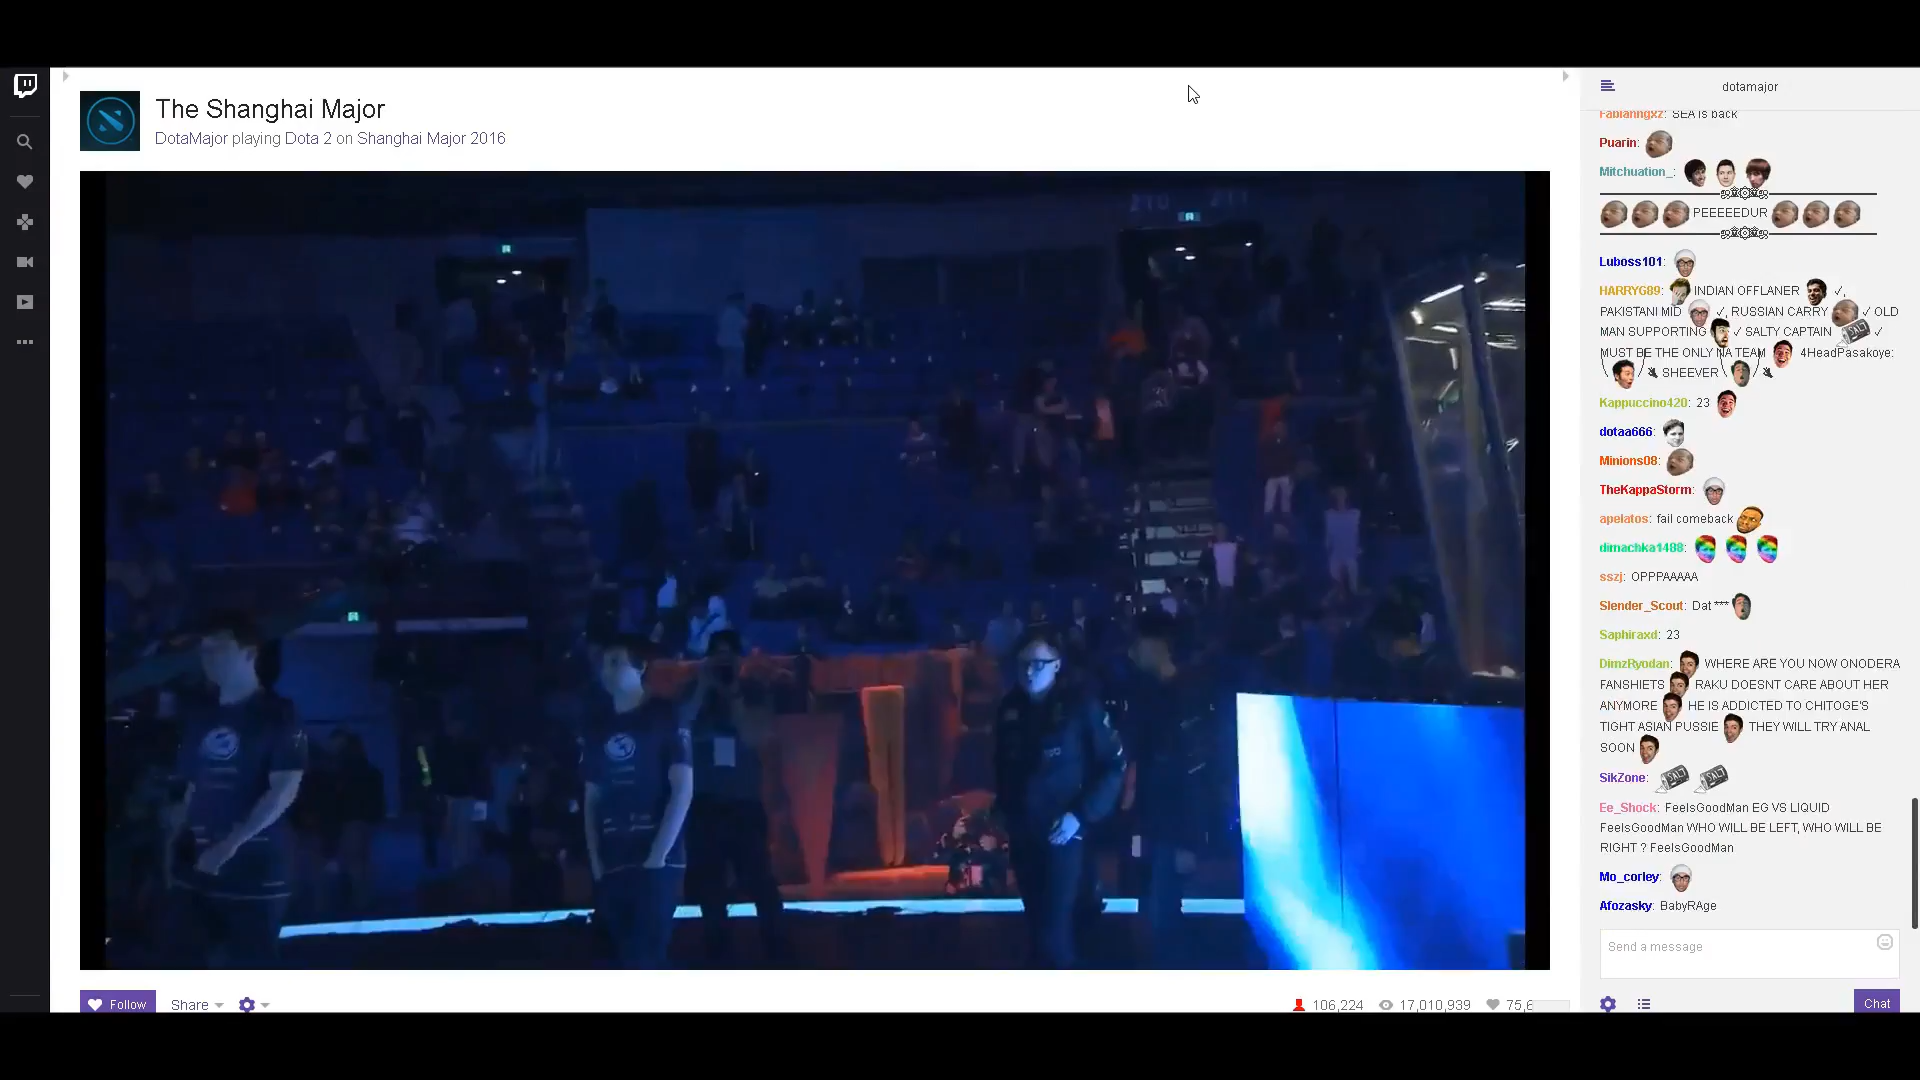 The Shanghai Major
DotaMajor playing Dota 2 on Shanghai Major 2016
dotamajor
Fabianngxz: SEA is back
Puarin:
Mitchuation_:
PEEEEEDUR
Luboss101:
HARRYG89: INDIAN OFFLANER ✓,
PAKISTANI MID ✓, RUSSIAN CARRY ✓ OLD
MAN SUPPORTING ✓ SALTY CAPTAIN ✓
MUST BE THE ONLY NA TEAM 4HeadPasakoye:
SHEEVER
Kappuccino420: 23
dotaa666:
Minions08:
TheKappaStorm:
apelatos: fail comeback
dimachka1488:
sszj: OPPPAAAAA
Slender_Scout: Dat ***
Saphiraxd: 23
DimzRyodan: WHERE ARE YOU NOW ONODERA
FANSHIETS RAKU DOESNT CARE ABOUT HER
ANYMORE HE IS ADDICTED TO CHITOGE'S
TIGHT ASIAN PUSSIE THEY WILL TRY ANAL
SOON
SikZone:
Ee_Shock: FeelsGoodMan EG VS LIQUID
FeelsGoodMan WHO WILL BE LEFT, WHO WILL BE
RIGHT ? FeelsGoodMan
Mo_corley:
Afozasky: BabyRAge
Send a message
Follow Share 106,224 17,010,939
Chat